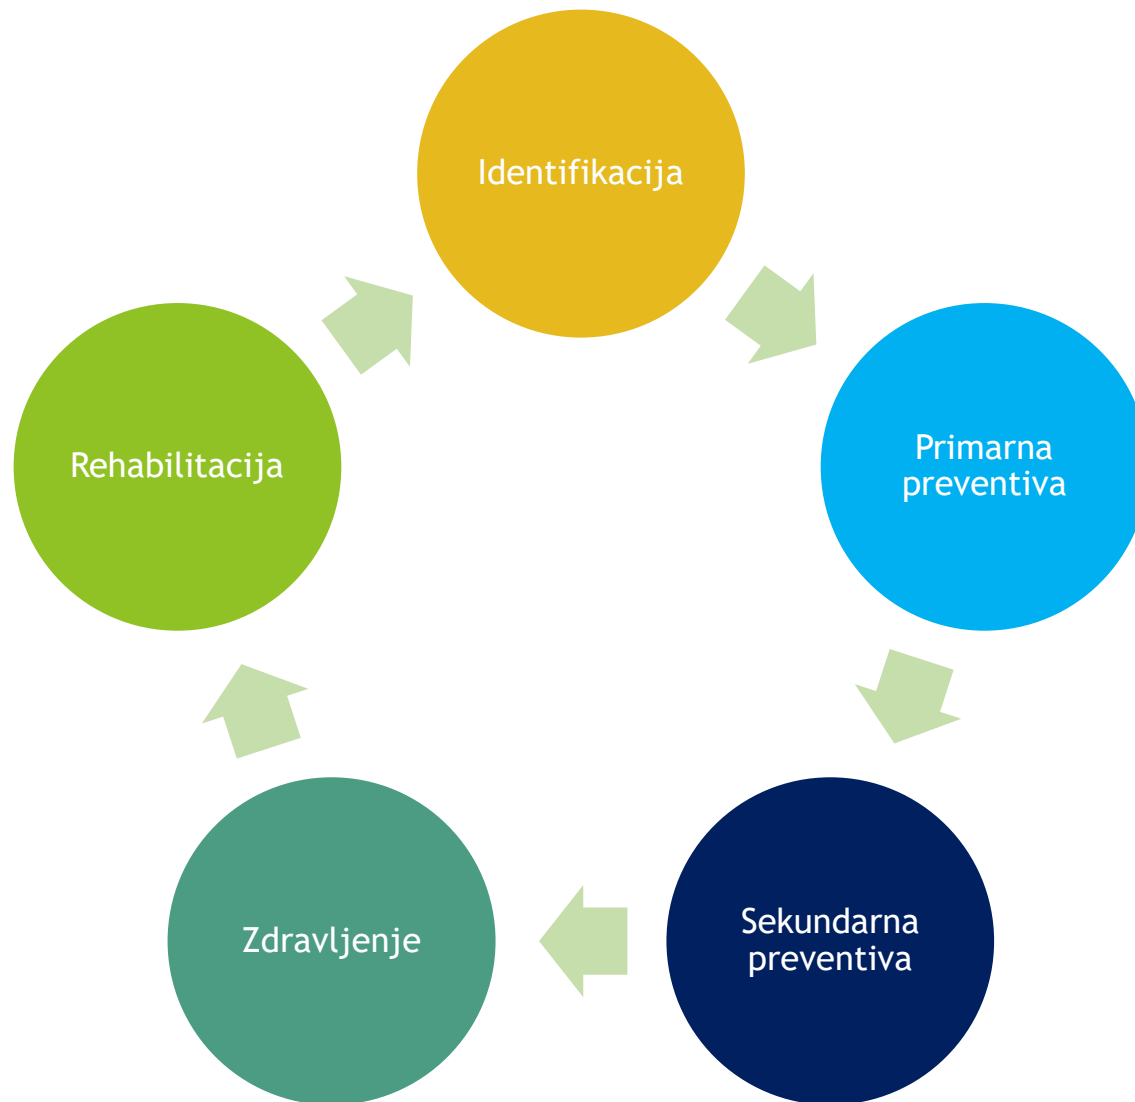 Identifikacija
Primarna
preventiva
Sekundarna
preventiva
Zdravljenje
Rehabilitacija